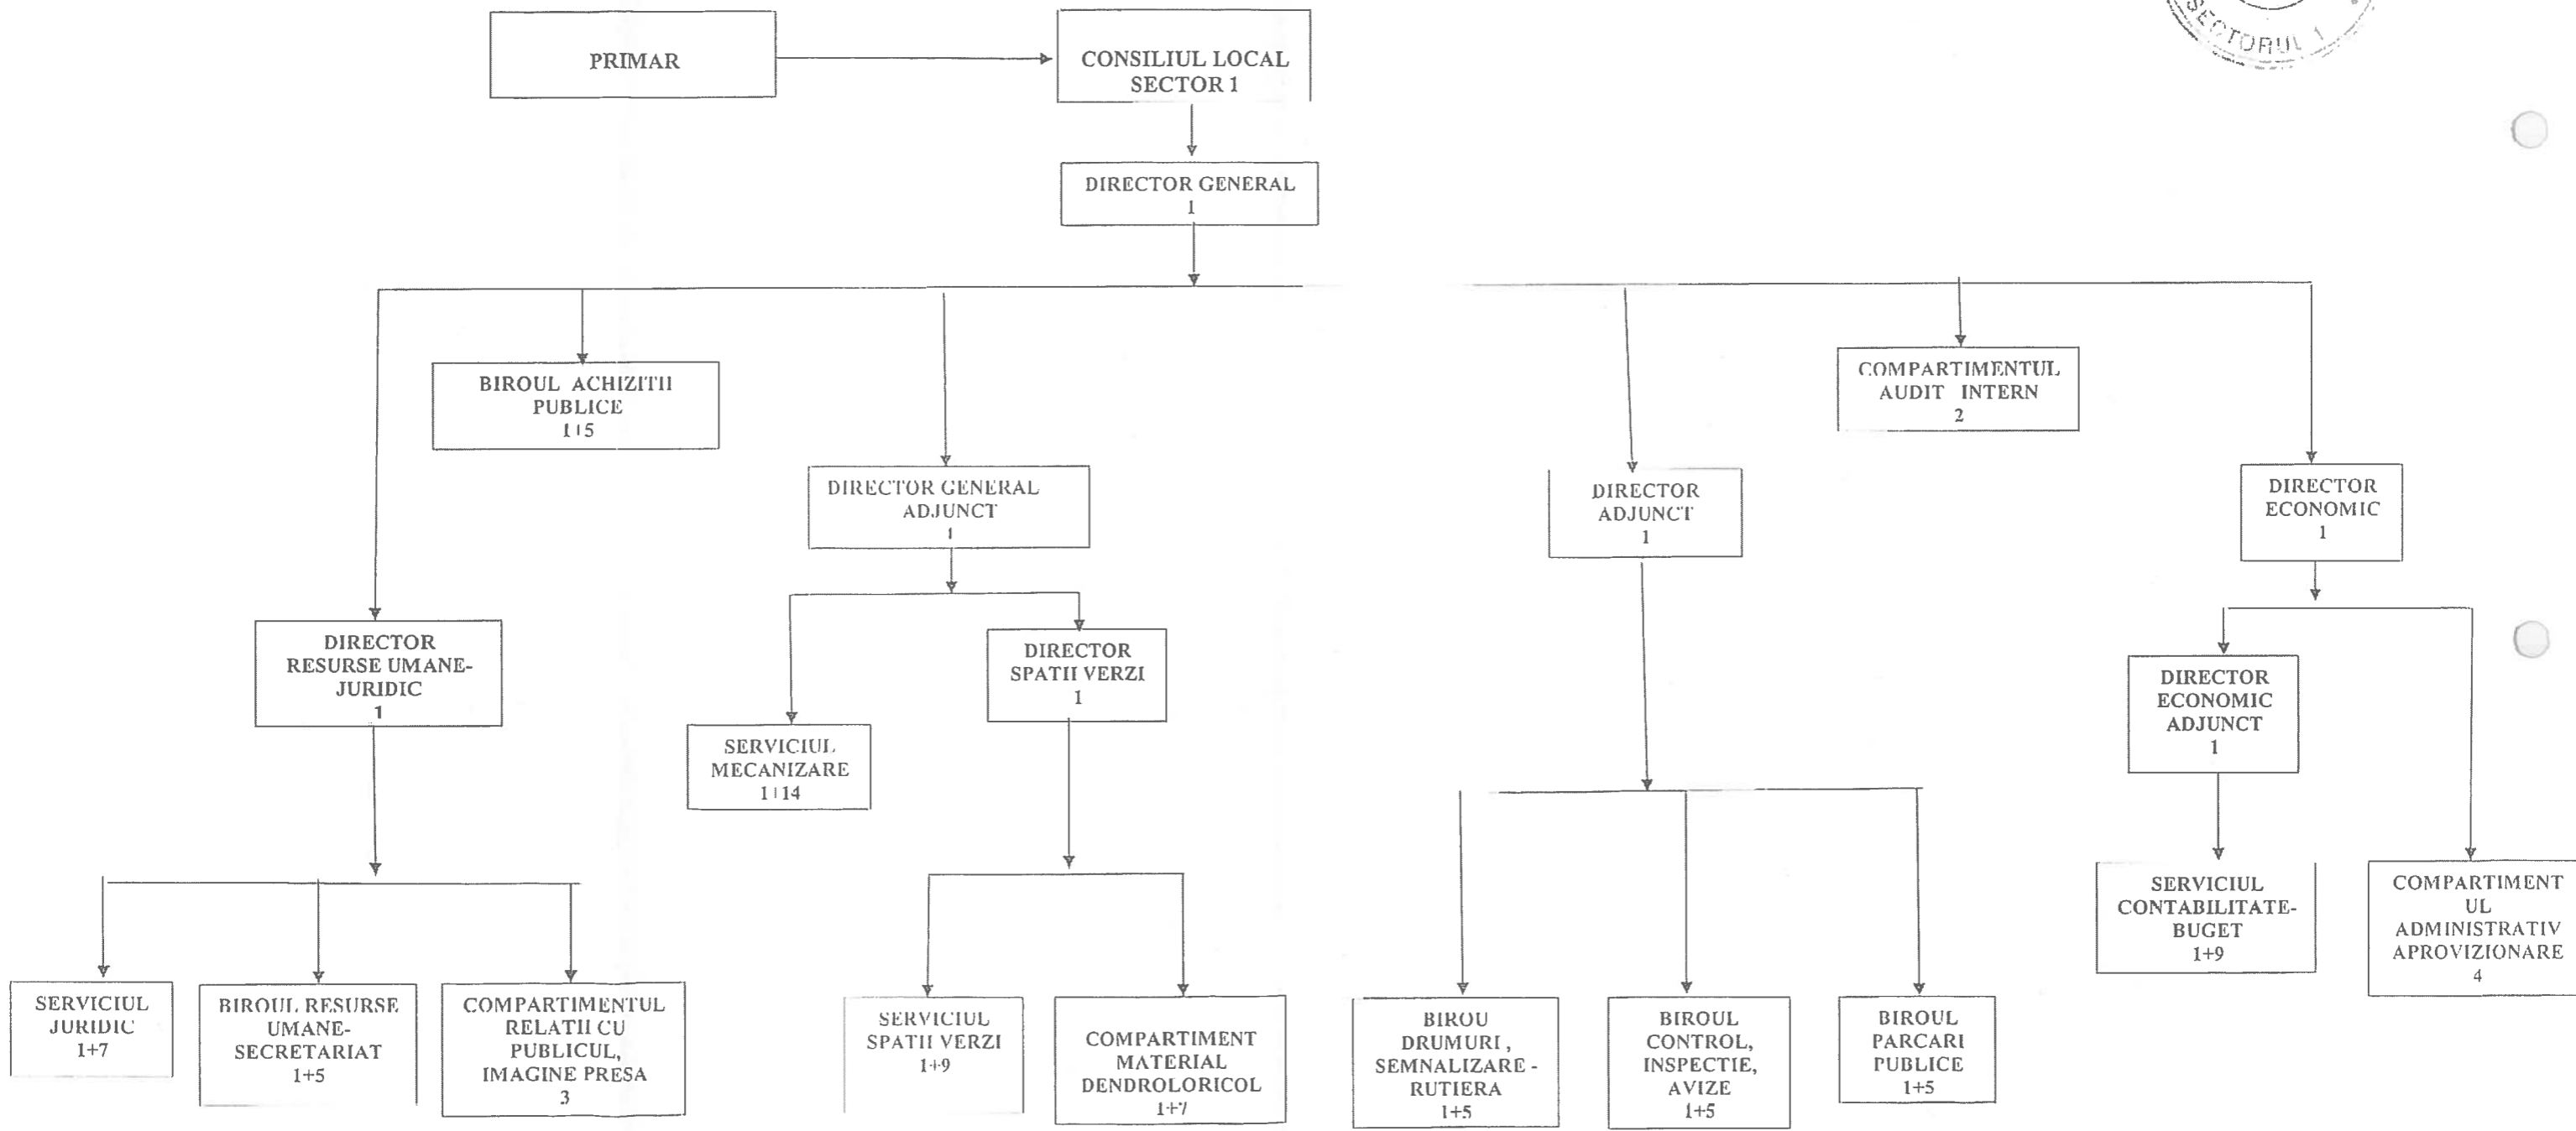 SECTORUL 1
PRIMAR
CONSILIUL LOCAL
SECTOR 1
DIRECTOR GENERAL
1
BIROUL ACHIZITII
PUBLICE
1+5
COMPARTIMENTUL
AUDIT INTERN
2
DIRECTOR GENERAL
ADJUNCT
1
DIRECTOR
ADJUNCT
1
DIRECTOR
ECONOMIC
1
DIRECTOR
RESURSE UMANE-
JURIDIC
1
DIRECTOR
SPATII VERZI
1
DIRECTOR
ECONOMIC
ADJUNCT
1
SERVICIUL
MECANIZARE
1+14
SERVICIUL
CONTABILITATE-
BUGET
1+9
COMPARTIMENT
UL
ADMINISTRATIV
APROVIZIONARE
4
SERVICIUL
JURIDIC
1+7
BIROUL RESURSE
UMANE-
SECRETARIAT
1+5
COMPARTIMENTUL
RELATII CU
PUBLICUL,
IMAGINE PRESA
3
SERVICIUL
SPATII VERZI
1+9
COMPARTIMENT
MATERIAL
DENDROLORICOL
1+7
BIROU
DRUMURI ,
SEMNALIZARE -
RUTIERA
1+5
BIROUL
CONTROL,
INSPECTIE,
AVIZE
1+5
BIROUL
PARCARI
PUBLICE
1+5